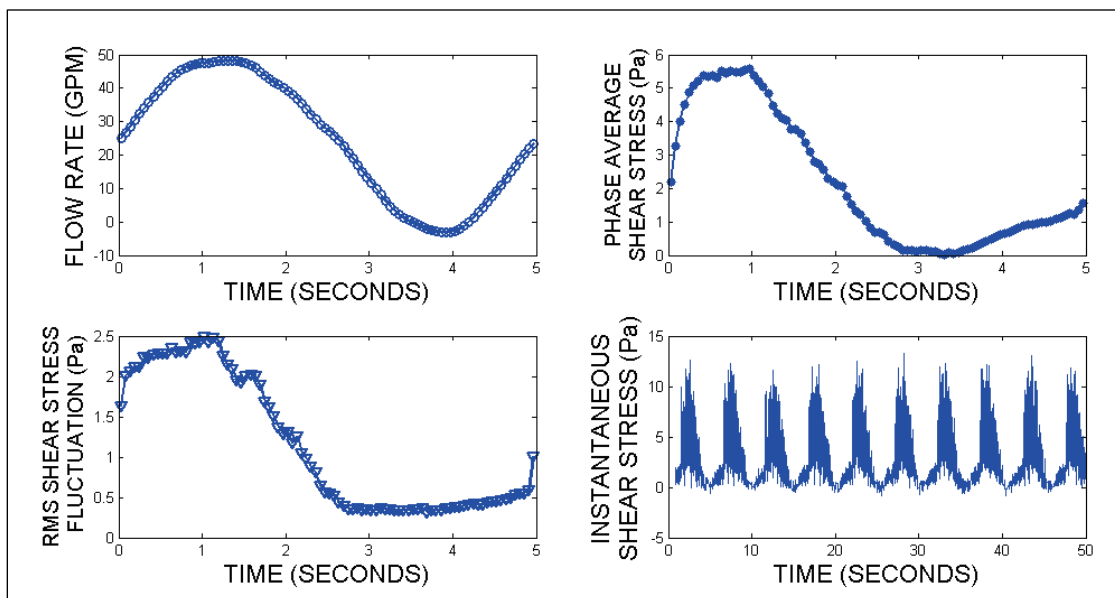 50
40
30
20
10
0
-10
FLOW RATE (GPM)
0 1 2 3 4 5
TIME (SECONDS)
6
5
4
3
2
1
0
PHASE AVERAGE
SHEAR STRESS (Pa)
0 1 2 3 4 5
TIME (SECONDS)
2.5
2
1.5
1
0.5
0
RMS SHEAR STRESS
FLUCTUATION (Pa)
0 1 2 3 4 5
TIME (SECONDS)
15
10
5
0
-5
INSTANTANEOUS
SHEAR STRESS (Pa)
0 10 20 30 40 50
TIME (SECONDS)